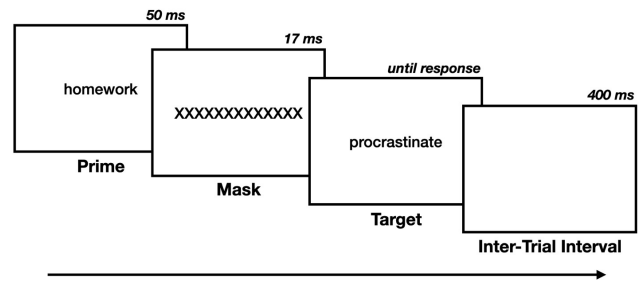 50 ms
homework
Prime
17 ms
XXXXXXXXXXXXX
Mask
until response
procrastinate
Target
400 ms
Inter-Trial Interval